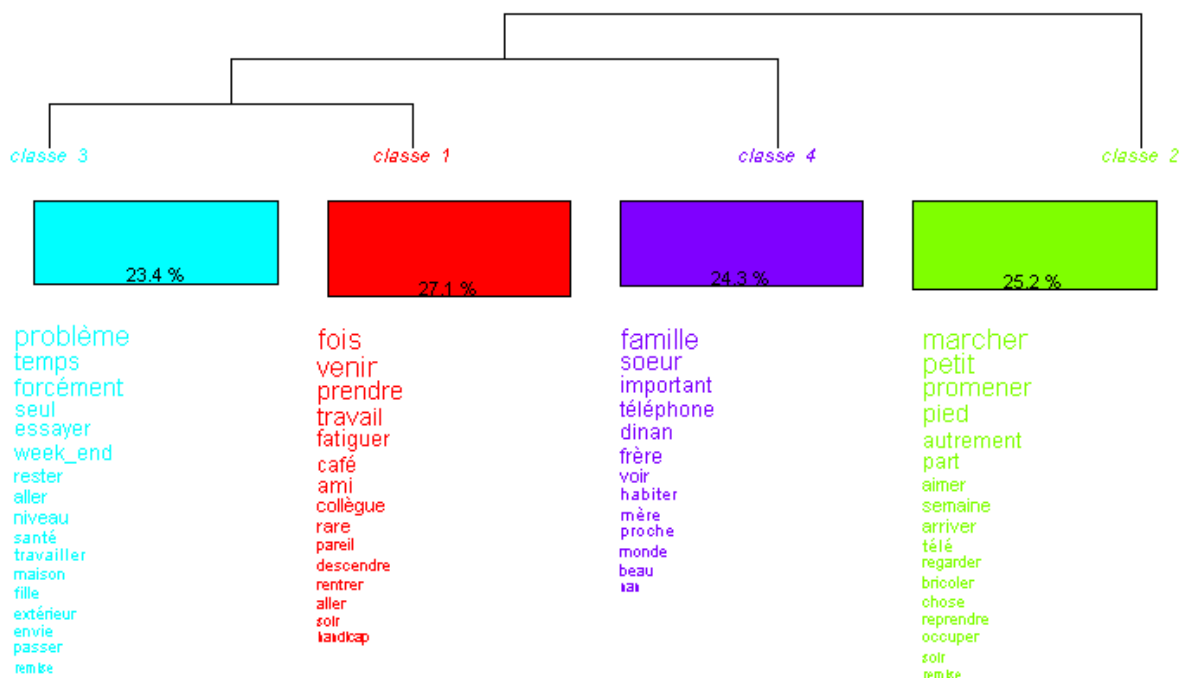 classe 3
classe 1
classe 4
classe 2
23.4 %
27.1 %
24.3 %
25.2 %
problème
temps
forcément
seul
essayer
week_end
rester
aller
niveau
santé
travailler
maison
fille
extérieur
envie
passer
remise
fois
venir
prendre
travail
fatiguer
café
ami
collègue
rare
pareil
descendre
rentrer
aller
soir
handicap
famille
soeur
important
téléphone
dinan
frère
voir
habiter
mère
proche
monde
beau
marcher
petit
promener
pied
autrement
part
aimer
semaine
arriver
télé
regarder
bricoler
chose
reprendre
occuper
soir
remise